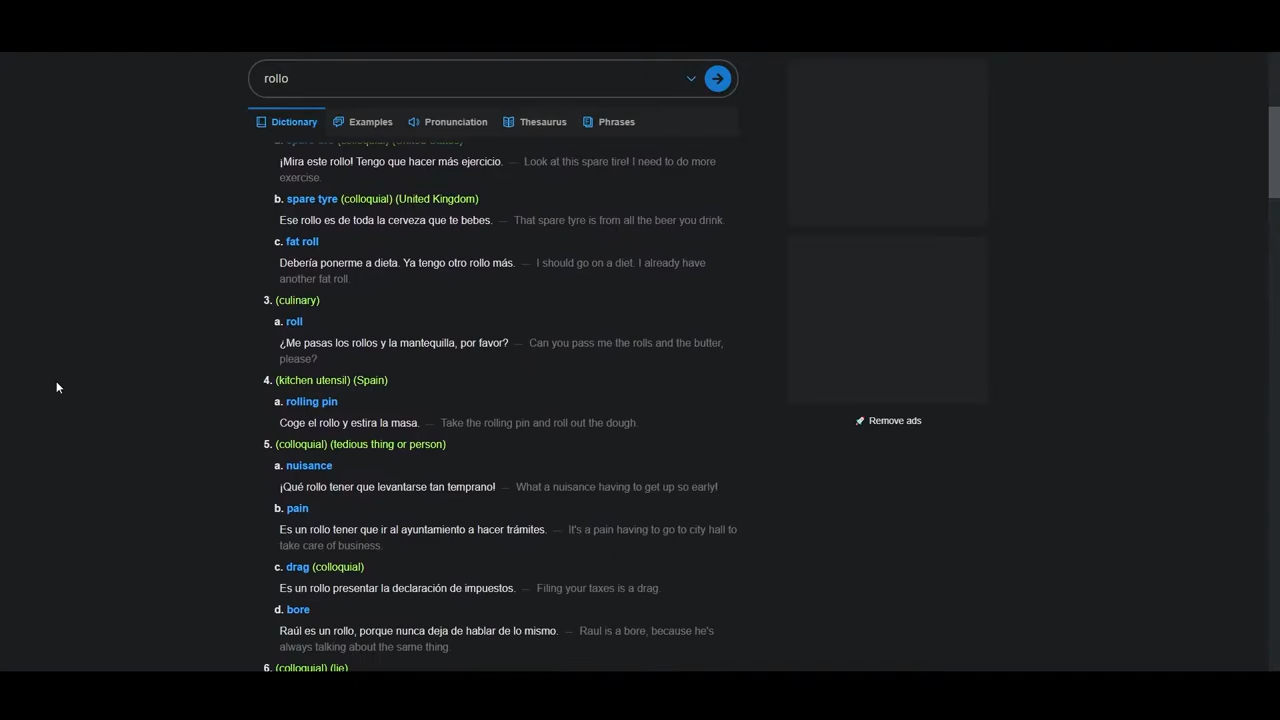 rollo
Dictionary Examples Pronunciation Thesaurus Phrases
¡Mira este rollo! Tengo que hacer más ejercicio. — Look at this spare tire! I need to do more
exercise.
b. spare tyre (colloquial) (United Kingdom)
Ese rollo es de toda la cerveza que te bebes. — That spare tyre is from all the beer you drink.
c. fat roll
Debería ponerme a dieta. Ya tengo otro rollo más. — I should go on a diet. I already have
another fat roll.
3. (culinary)
a. roll
¿Me pasas los rollos y la mantequilla, por favor? — Can you pass me the rolls and the butter,
please?
4. (kitchen utensil) (Spain)
a. rolling pin
Coge el rollo y estira la masa. — Take the rolling pin and roll out the dough.
5. (colloquial) (tedious thing or person)
a. nuisance
¡Qué rollo tener que levantarse tan temprano! — What a nuisance having to get up so early!
b. pain
Es un rollo tener que ir al ayuntamiento a hacer trámites. — It's a pain having to go to city hall to
take care of business.
c. drag (colloquial)
Es un rollo presentar la declaración de impuestos. — Filing your taxes is a drag.
d. bore
Raúl es un rollo, porque nunca deja de hablar de lo mismo. — Raul is a bore, because he's
always talking about the same thing.
6. (colloquial) (lie)
Remove ads